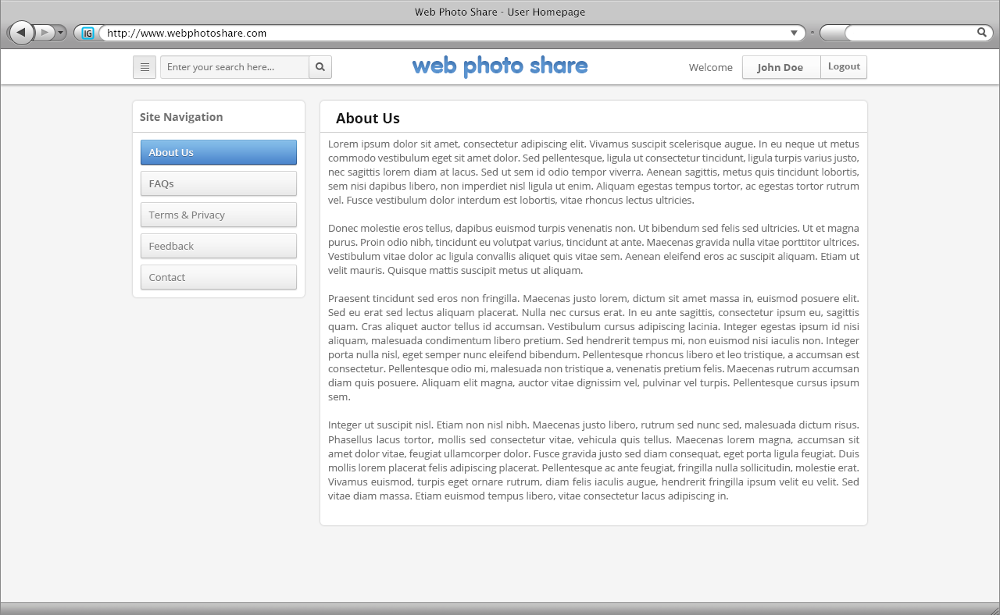 Web Photo Share - User Homepage
IG http://www.webphotoshare.com
Enter your search here...
web photo share
Welcome John Doe Logout
Site Navigation
About Us
FAQs
Terms & Privacy
Feedback
Contact
About Us
Lorem ipsum dolor sit amet, consectetur adipiscing elit. Vivamus suscipit scelerisque augue. In eu neque ut metus
commodo vestibulum eget sit amet dolor. Sed pellentesque, ligula ut consectetur tincidunt, ligula turpis varius justo,
nec sagittis lorem diam at lacus. Sed ut sem id odio tempor viverra. Aenean sagittis, metus quis tincidunt lobortis,
sem nisi dapibus libero, non imperdiet nisl ligula ut enim. Aliquam egestas tempus tortor, ac egestas tortor rutrum
vel. Fusce vestibulum dolor interdum est lobortis, vitae rhoncus lectus ultricies.
Donec molestie eros tellus, dapibus euismod turpis venenatis non. Ut bibendum sed felis sed ultricies. Ut et magna
purus. Proin odio nibh, tincidunt eu volutpat varius, tincidunt at ante. Maecenas gravida nulla vitae porttitor ultrices.
Vestibulum vitae dolor ac ligula convallis aliquet quis vitae sem. Aenean eleifend eros ac suscipit aliquam. Etiam ut
velit mauris. Quisque mattis suscipit metus ut aliquam.
Praesent tincidunt sed eros non fringilla. Maecenas justo lorem, dictum sit amet massa in, euismod posuere elit.
Sed eu erat sed lectus aliquam placerat. Nulla nec cursus erat. In eu ante sagittis, consectetur ipsum eu, sagittis
quam. Cras aliquet auctor tellus id accumsan. Vestibulum cursus adipiscing lacinia. Integer egestas ipsum id nisi
aliquam, malesuada condimentum libero pretium. Sed hendrerit tempus mi, non euismod nisi iaculis non. Integer
porta nulla nisl, eget semper nunc eleifend bibendum. Pellentesque rhoncus libero et leo tristique, a accumsan est
consectetur. Pellentesque odio mi, malesuada non tristique a, venenatis pretium felis. Maecenas rutrum accumsan
diam quis posuere. Aliquam elit magna, auctor vitae dignissim vel, pulvinar vel turpis. Pellentesque cursus ipsum
sem.
Integer ut suscipit nisl. Etiam non nisl nibh. Maecenas justo libero, rutrum sed nunc sed, malesuada dictum risus.
Phasellus lacus tortor, mollis sed consectetur vitae, vehicula quis tellus. Maecenas lorem magna, accumsan sit
amet dolor vitae, feugiat ullamcorper dolor. Fusce gravida justo sed diam consequat, eget porta ligula feugiat. Duis
mollis lorem placerat felis adipiscing placerat. Pellentesque ac ante feugiat, fringilla nulla sollicitudin, molestie erat.
Vivamus euismod, turpis eget ornare rutrum, diam felis iaculis augue, hendrerit fringilla ipsum velit eu velit. Sed
vitae diam massa. Etiam euismod tempus libero, vitae consectetur lacus adipiscing in.